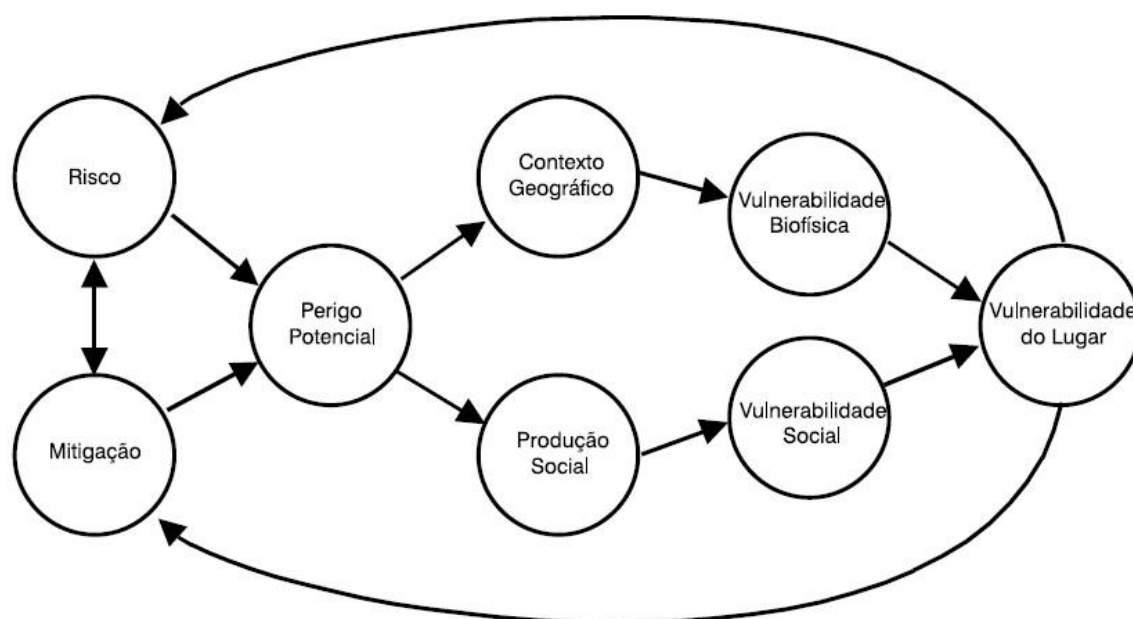 Risco
Contexto
Geográfico
Vulnerabilidade
Biofísica
Perigo
Potencial
Vulnerabilidade
do Lugar
Mitigação
Produção
Social
Vulnerabilidade
Social